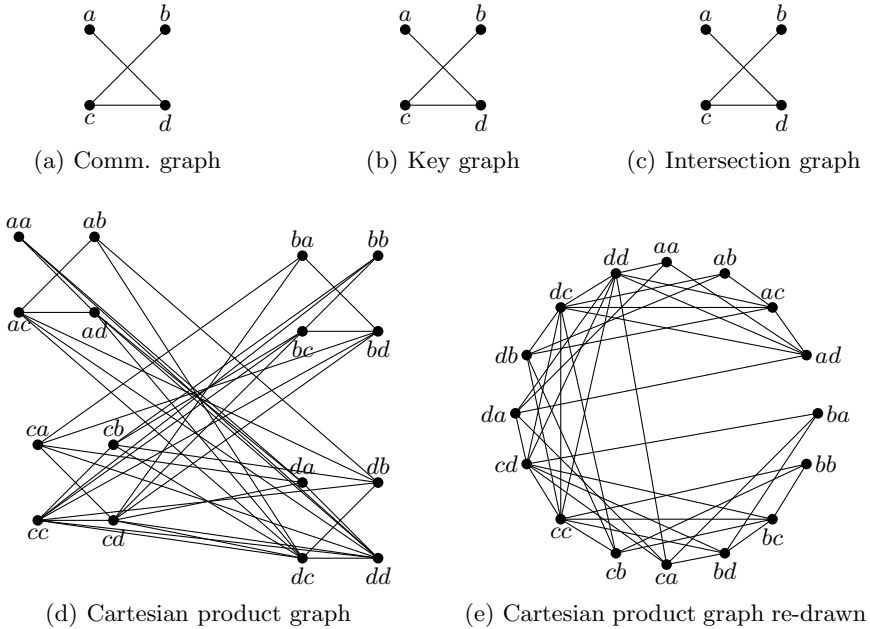 a b
c d
(a) Comm. graph
a b
c d
(b) Key graph
a b
c d
(c) Intersection graph
aa ab
ac ad
ba bb
bc bd
ca cb
cc cd
da db
dc dd
(d) Cartesian product graph
dd aa ab
dc ac
db ad
da ba
cd bb
cc bc
cb ca bd
(e) Cartesian product graph re-drawn